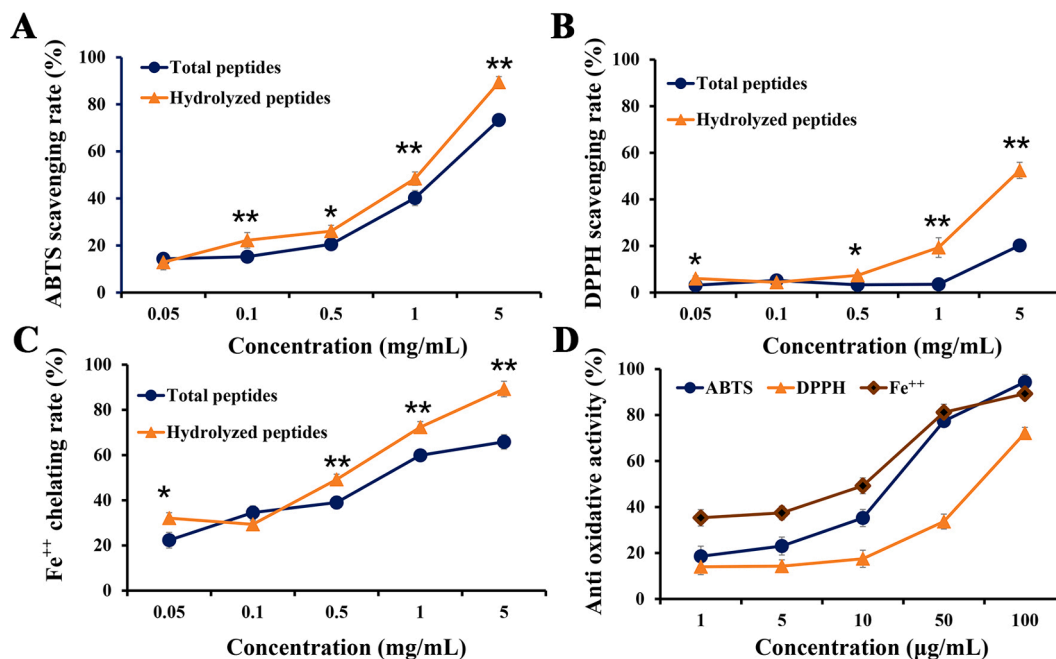 A
ABTS scavenging rate (%)
100
80
60
40
20
0
Total peptides
Hydrolyzed peptides
**
*
**
**
0.05
0.1
0.5
1
5
Concentration (mg/mL)
B
DPPH scavenging rate (%)
100
80
60
40
20
0
Total peptides
Hydrolyzed peptides
*
*
**
**
0.05
0.1
0.5
1
5
Concentration (mg/mL)
C
Fe++ chelating rate (%)
100
80
60
40
20
0
Total peptides
Hydrolyzed peptides
*
**
**
**
0.05
0.1
0.5
1
5
Concentration (mg/mL)
D
Anti oxidative activity (%)
100
80
60
40
20
0
ABTS
DPPH
Fe++
1
5
10
50
100
Concentration (µg/mL)